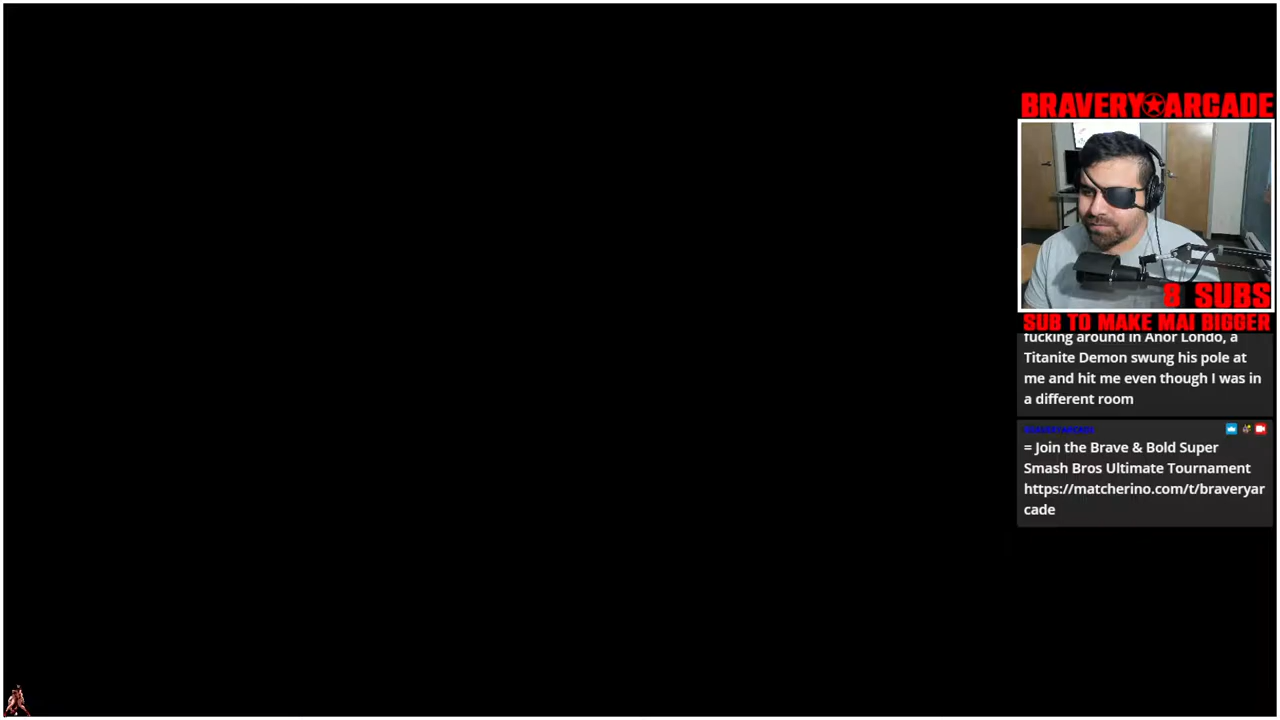 BRAVERY ARCADE
8 SUBS
SUB TO MAKE MAI BIGGER
fucking around in Anor Londo, a
Titanite Demon swung his pole at
me and hit me even though I was in
a different room
= Join the Brave & Bold Super
Smash Bros Ultimate Tournament
https://matcherino.com/t/braveryar
cade